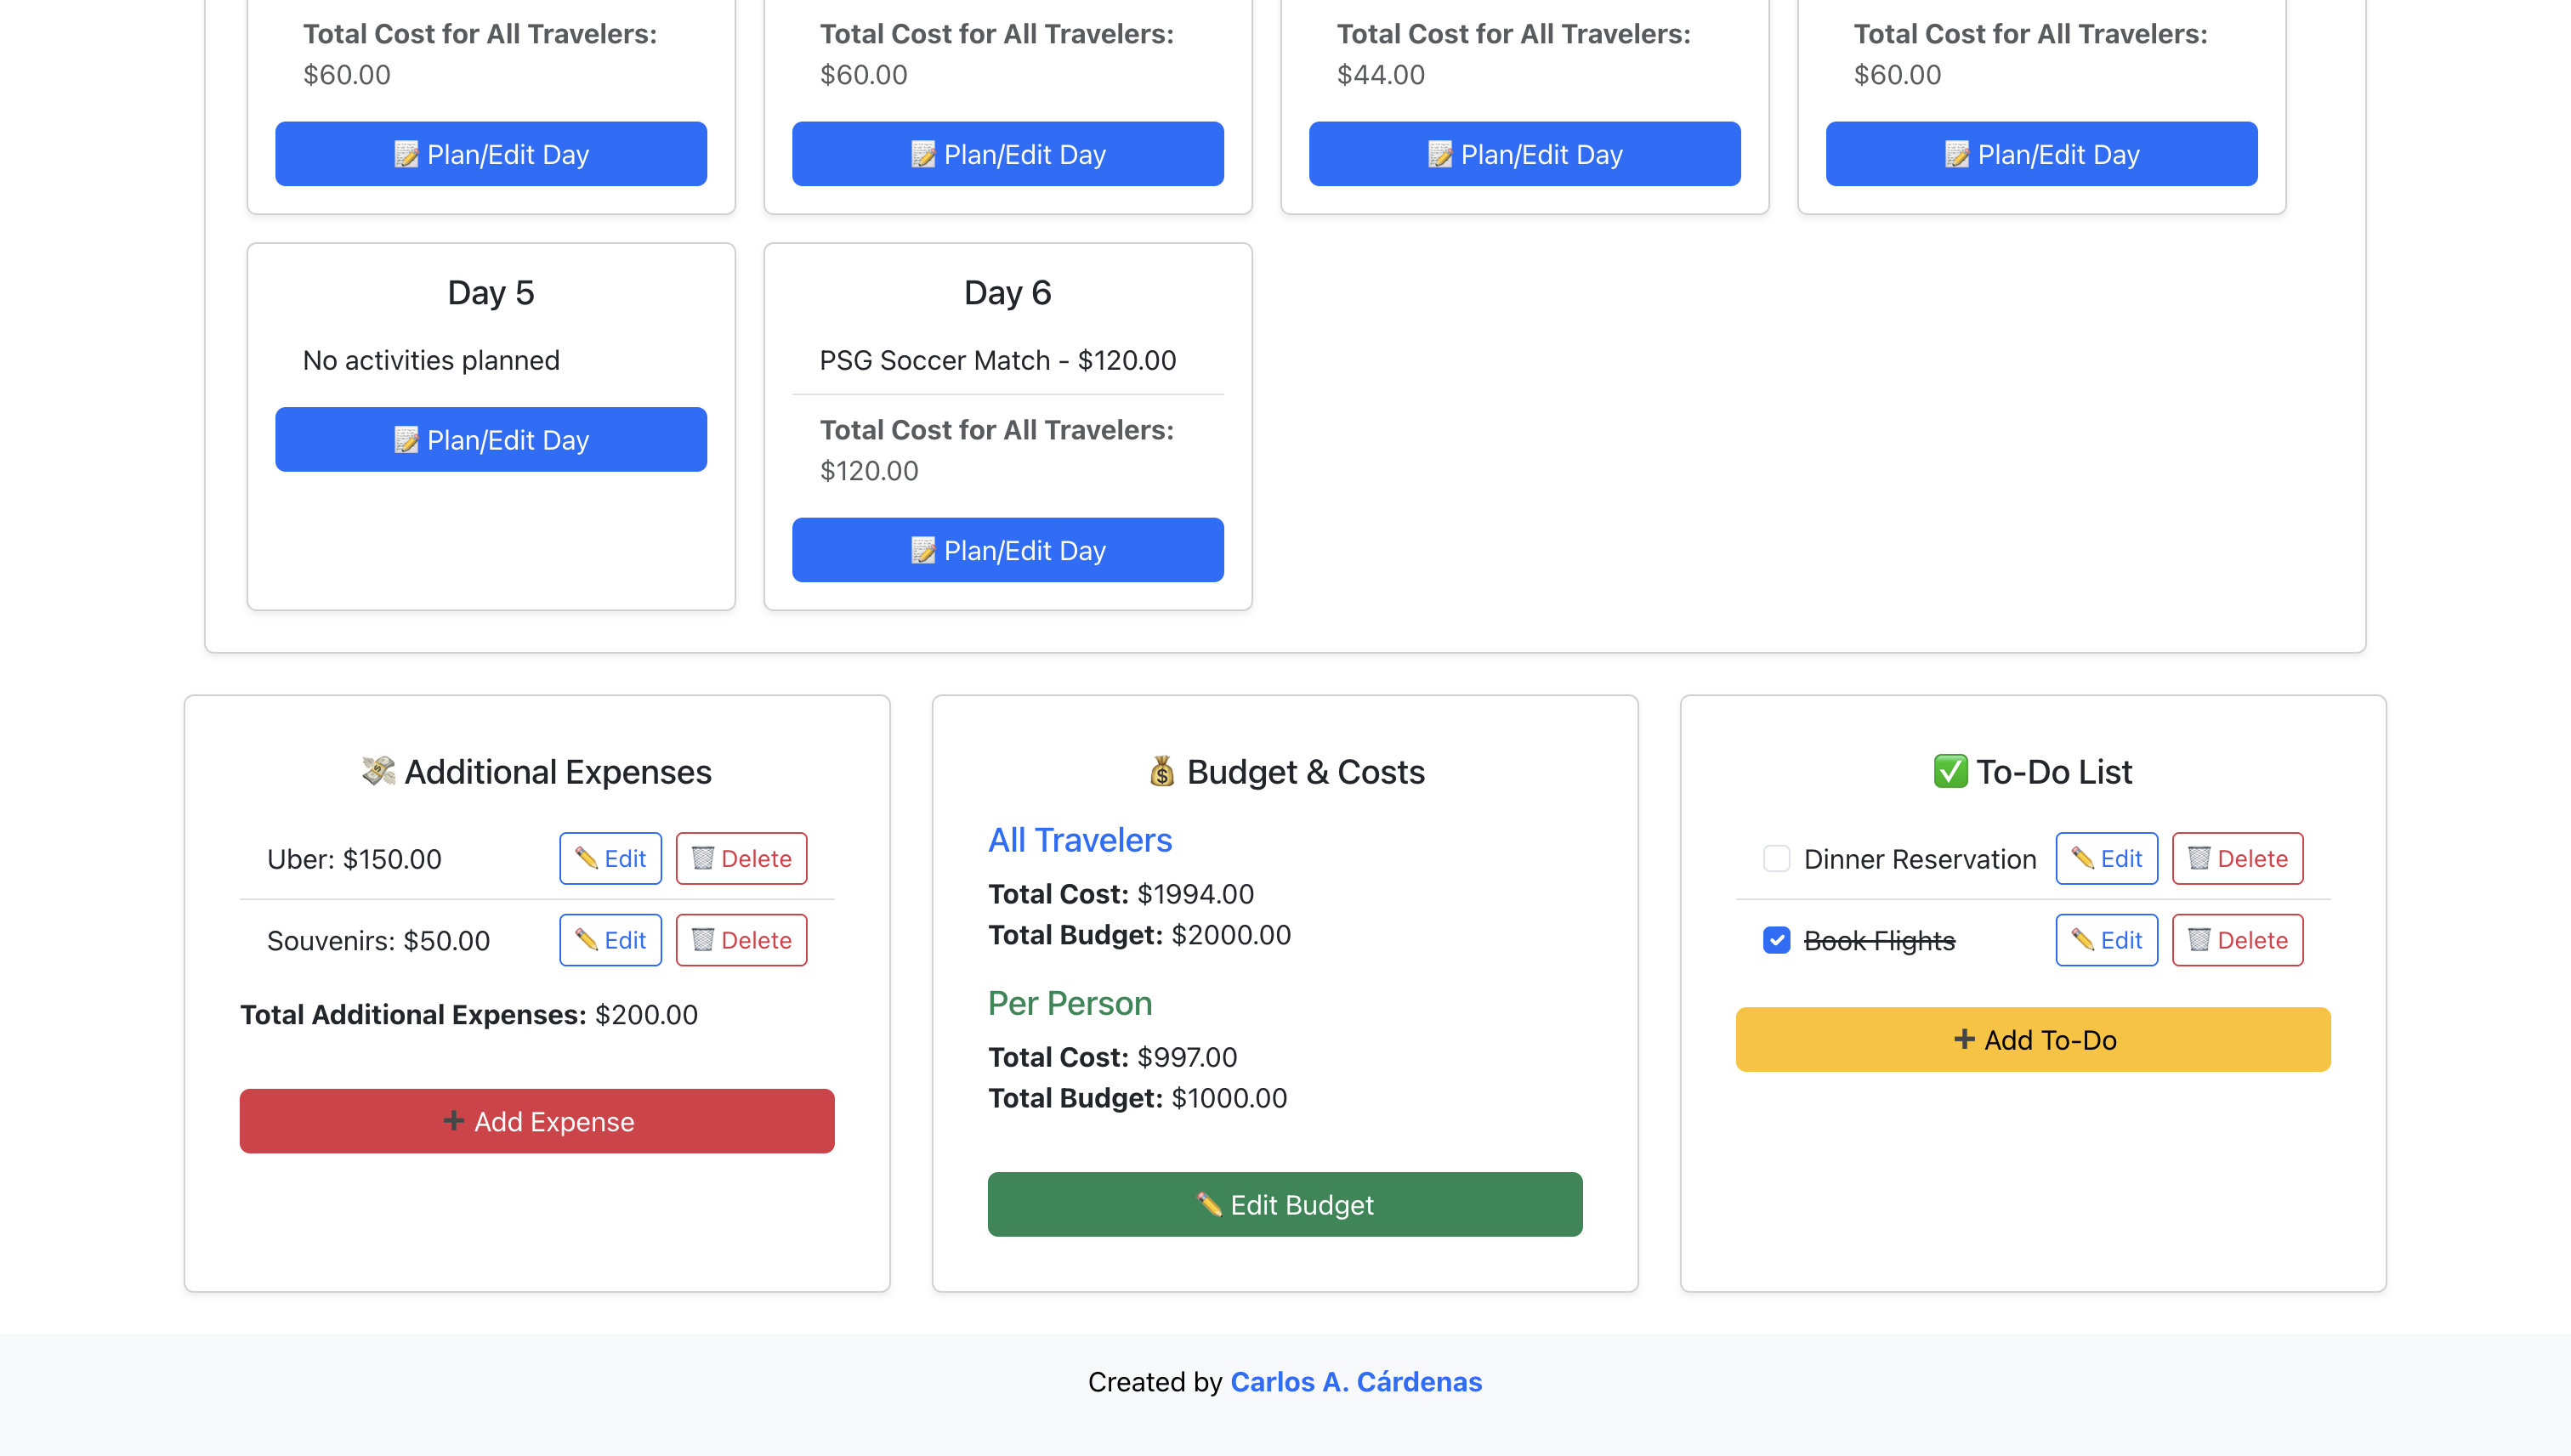 Total Cost for All Travelers:
$60.00
Plan/Edit Day
Total Cost for All Travelers:
$60.00
Plan/Edit Day
Total Cost for All Travelers:
$44.00
Plan/Edit Day
Total Cost for All Travelers:
$60.00
Plan/Edit Day
Day 5
No activities planned
Plan/Edit Day
Day 6
PSG Soccer Match - $120.00
Total Cost for All Travelers:
$120.00
Plan/Edit Day
Additional Expenses
Uber: $150.00 Edit Delete
Souvenirs: $50.00 Edit Delete
Total Additional Expenses: $200.00
+ Add Expense
Budget & Costs
All Travelers
Total Cost: $1994.00
Total Budget: $2000.00
Per Person
Total Cost: $997.00
Total Budget: $1000.00
Edit Budget
To-Do List
Dinner Reservation Edit Delete
Book Flights Edit Delete
+ Add To-Do
Created by Carlos A. Cárdenas